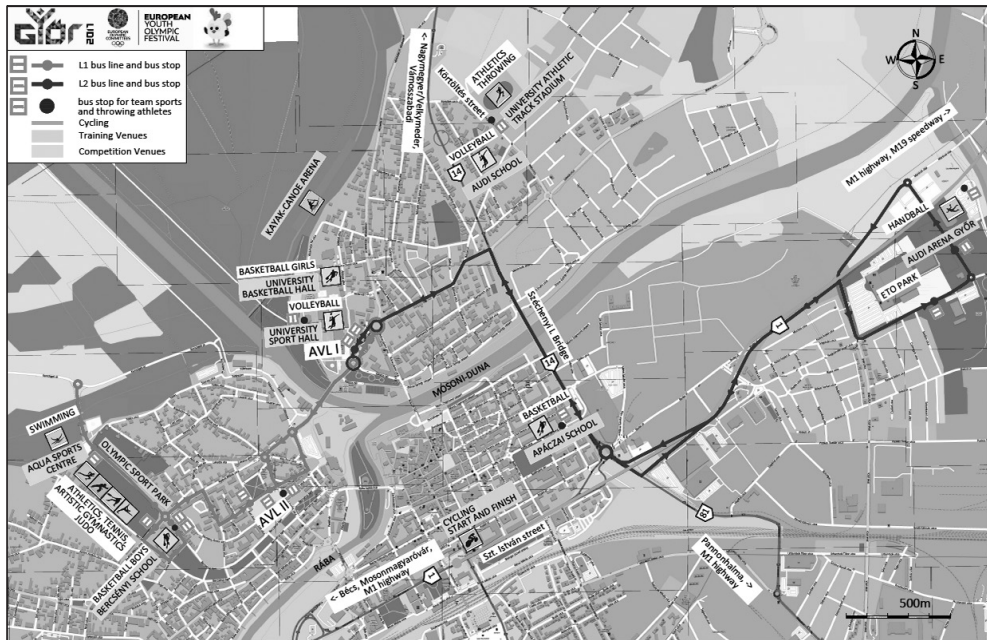 GYŐR 2017
EUROPEAN
OLYMPIC
COMMITTEES
EUROPEAN
YOUTH
OLYMPIC
FESTIVAL
L1 bus line and bus stop
L2 bus line and bus stop
bus stop for team sports
and throwing athletes
Cycling
Training Venues
Competition Venues
<- Nagymegyer/Velkymeder,
Vámosszabadi
ATHLETICS
THROWING
Körtöltés street
UNIVERSITY ATHLETIC
TRACK STADIUM
VOLLEYBALL
AUDI SCHOOL
14
N
W E
S
M1 highway, M19 speedway ->
HANDBALL
AUDI ARENA GYŐR
ETO PARK
1
KAYAK-CANOE ARENA
BASKETBALL GIRLS
UNIVERSITY
BASKETBALL HALL
VOLLEYBALL
UNIVERSITY
SPORT HALL
AVL I
Széchenyi I. Bridge
14
MOSONI-DUNA
BASKETBALL
APÁCZAI SCHOOL
SWIMMING
AQUA SPORTS
CENTRE
OLYMPIC SPORT PARK
ATHLETICS, TENNIS,
ARTISTIC GYMNASTICS
JUDO
BASKETBALL BOYS
BERCSÉNYI SCHOOL
AVL II
RÁBA
CYCLING
START AND FINISH
Szt. István street
<- Bécs, Mosonmagyaróvár,
M1 highway
1
Pannonhalma, ->
M1 highway
500m